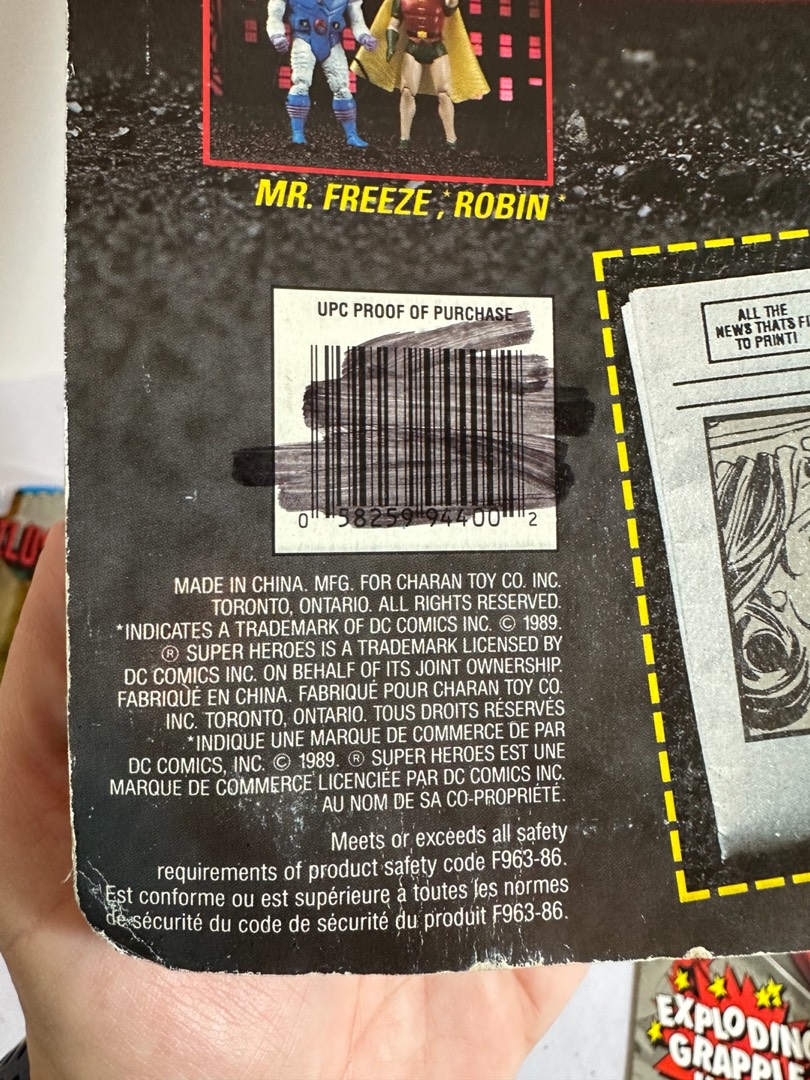 MR. FREEZE,* ROBIN*
UPC PROOF OF PURCHASE
0 58259 94400 2
ALL THE
NEWS THATS
TO PRINT!
MADE IN CHINA. MFG. FOR CHARAN TOY CO. INC.
TORONTO, ONTARIO. ALL RIGHTS RESERVED.
*INDICATES A TRADEMARK OF DC COMICS INC. © 1989.
® SUPER HEROES IS A TRADEMARK LICENSED BY
DC COMICS INC. ON BEHALF OF ITS JOINT OWNERSHIP.
FABRIQUÉ EN CHINA. FABRIQUÉ POUR CHARAN TOY CO.
INC. TORONTO, ONTARIO. TOUS DROITS RÉSERVÉS
*INDIQUE UNE MARQUE DE COMMERCE DE PAR
DC COMICS, INC. © 1989. ® SUPER HEROES EST UNE
MARQUE DE COMMERCE LICENCIÉE PAR DC COMICS INC.
AU NOM DE SA CO-PROPRIÉTÉ.
Meets or exceeds all safety
requirements of product safety code F963-86.
Est conforme ou est supérieure à toutes les normes
de sécurité du code de sécurité du produit F963-86.
EXPLODING
GRAPPLE